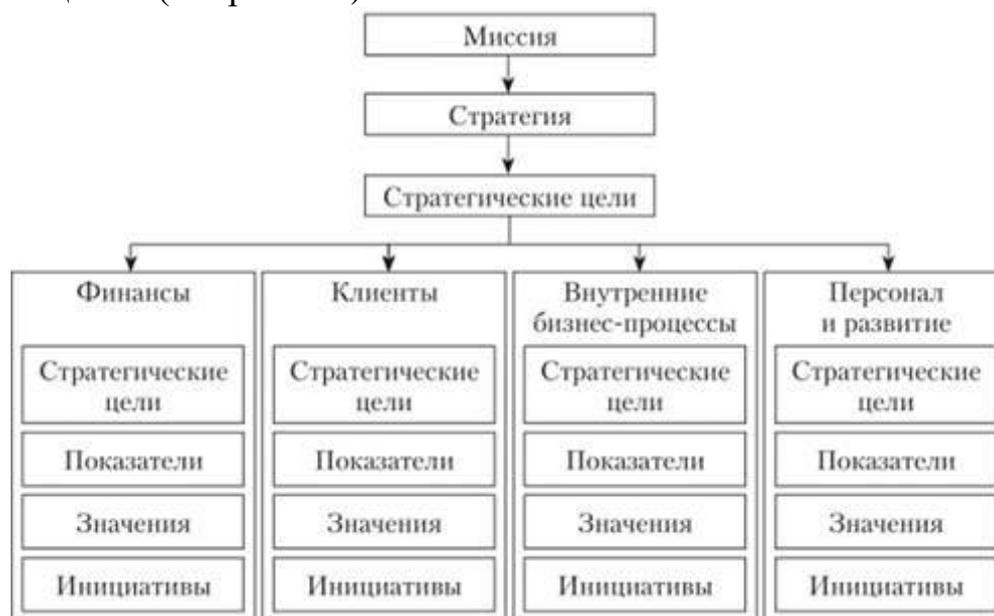 Миссия
Стратегия
Стратегические цели
Финансы
Стратегические
цели
Показатели
Значения
Инициативы
Клиенты
Стратегические
цели
Показатели
Значения
Инициативы
Внутренние
бизнес-процессы
Стратегические
цели
Показатели
Значения
Инициативы
Персонал
и развитие
Стратегические
цели
Показатели
Значения
Инициативы